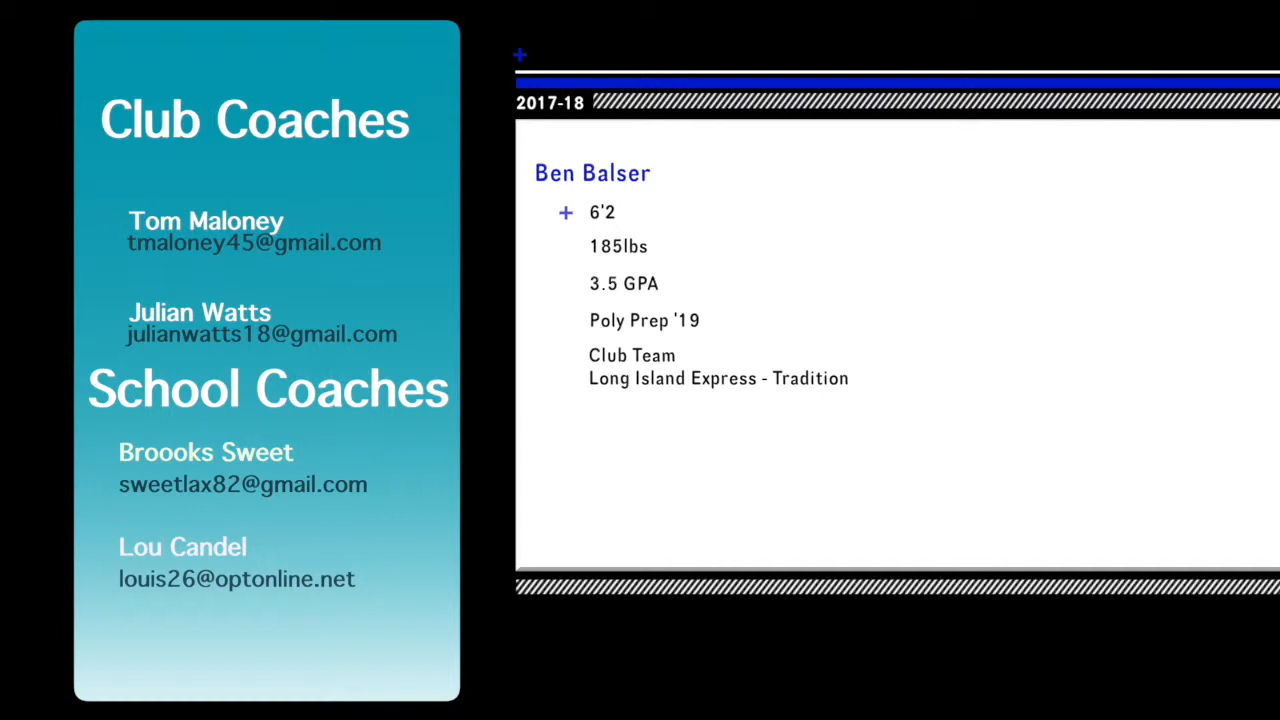 Club Coaches
Tom Maloney
tmaloney45@gmail.com
Julian Watts
julianwatts18@gmail.com
School Coaches
Broooks Sweet
sweetlax82@gmail.com
Lou Candel
louis26@optonline.net
2017-18
Ben Balser
6'2
185lbs
3.5 GPA
Poly Prep '19
Club Team
Long Island Express - Tradition